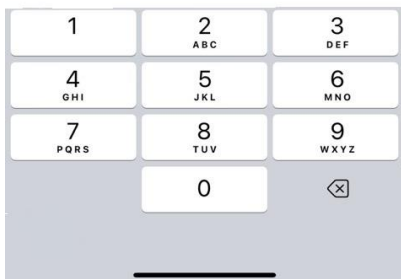 1 2 3
ABC DEF
4 5 6
GHI JKL MNO
7 8 9
PQRS TUV WXYZ
0